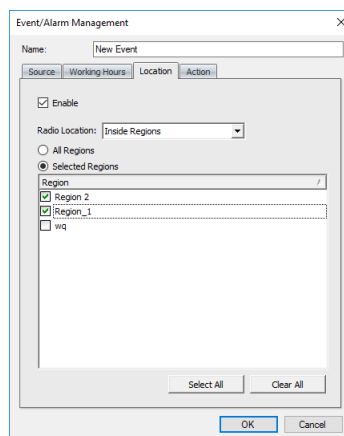 Event/Alarm Management
Name: New Event
Source Working Hours Location Action
Enable
Radio Location: Inside Regions
All Regions
Selected Regions
Region /
Region 2
Region_1
wq
Select All Clear All
OK Cancel